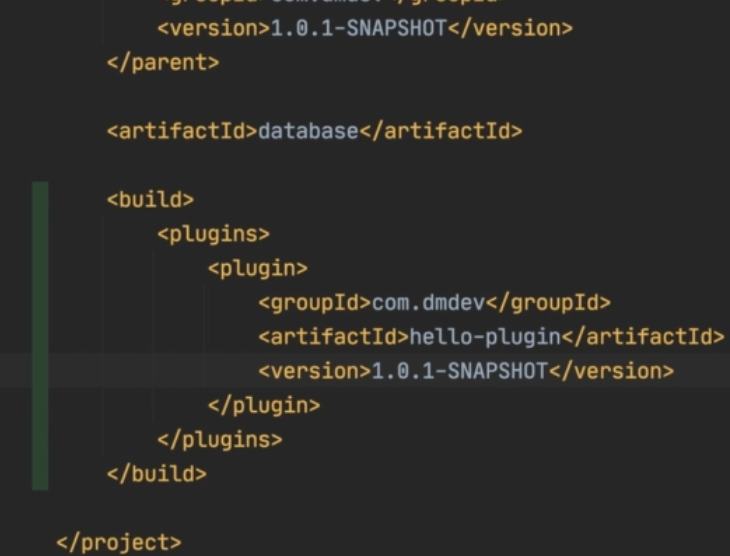 <version>1.0.1-SNAPSHOT</version>
</parent>
<artifactId>database</artifactId>
<build>
<plugins>
<plugin>
<groupId>com.dmdev</groupId>
<artifactId>hello-plugin</artifactId>
<version>1.0.1-SNAPSHOT</version>
</plugin>
</plugins>
</build>
</project>